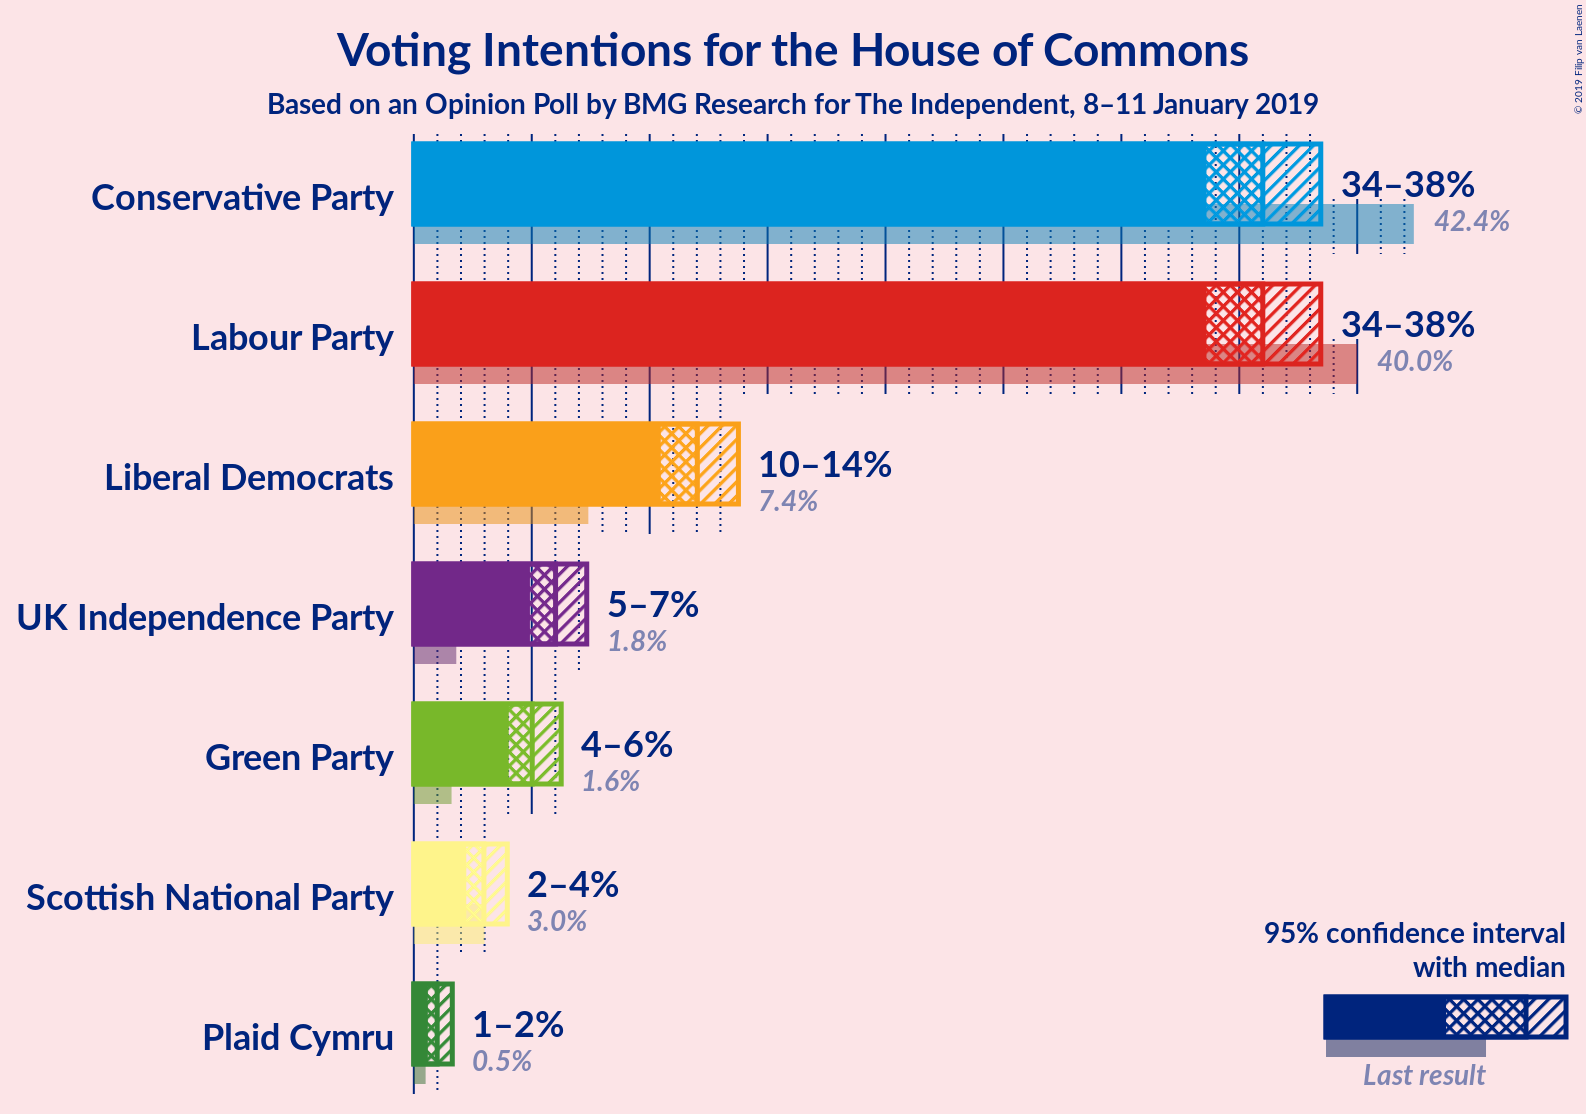 Voting Intentions for the House of Commons
Based on an Opinion Poll by BMG Research for The Independent, 8–11 January 2019
© 2019 Filip van Laenen
Conservative Party
34–38%
42.4%
Labour Party
34–38%
40.0%
Liberal Democrats
10–14%
7.4%
UK Independence Party
5–7%
1.8%
Green Party
4–6%
1.6%
Scottish National Party
2–4%
3.0%
Plaid Cymru
1–2%
0.5%
95% confidence interval
with median
Last result